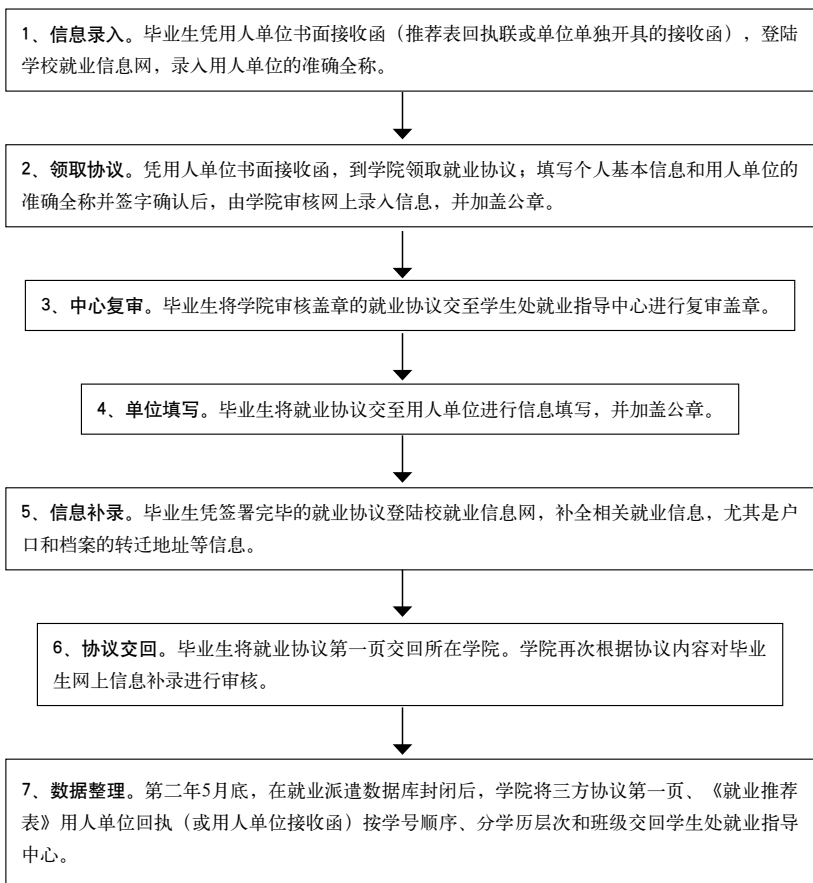 1、信息录入。毕业生凭用人单位书面接收函（推荐表回执联或单位单独开具的接收函），登陆
学校就业信息网，录入用人单位的准确全称。
2、领取协议。凭用人单位书面接收函，到学院领取就业协议；填写个人基本信息和用人单位的
准确全称并签字确认后，由学院审核网上录入信息，并加盖公章。
3、中心复审。毕业生将学院审核盖章的就业协议交至学生处就业指导中心进行复审盖章。
4、单位填写。毕业生将就业协议交至用人单位进行信息填写，并加盖公章。
5、信息补录。毕业生凭签署完毕的就业协议登陆校就业信息网，补全相关就业信息，尤其是户
口和档案的转迁地址等信息。
6、协议交回。毕业生将就业协议第一页交回所在学院。学院再次根据协议内容对毕业
生网上信息补录进行审核。
7、数据整理。第二年5月底，在就业派遣数据库封闭后，学院将三方协议第一页、《就业推荐
表》用人单位回执（或用人单位接收函）按学号顺序、分学历层次和班级交回学生处就业指导
中心。